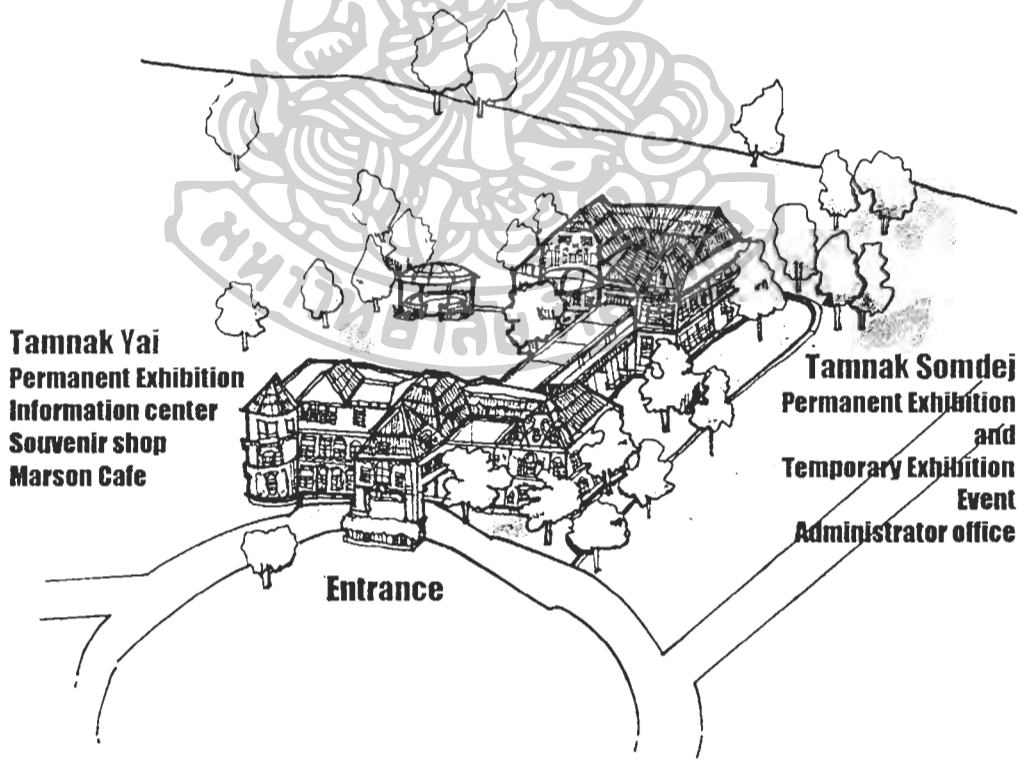 Tamnak Yai
Permanent Exhibition
Information center
Souvenir shop
Marson Cafe
Tamnak Somdej
Permanent Exhibition
and
Temporary Exhibition
Event
Administrator office
Entrance